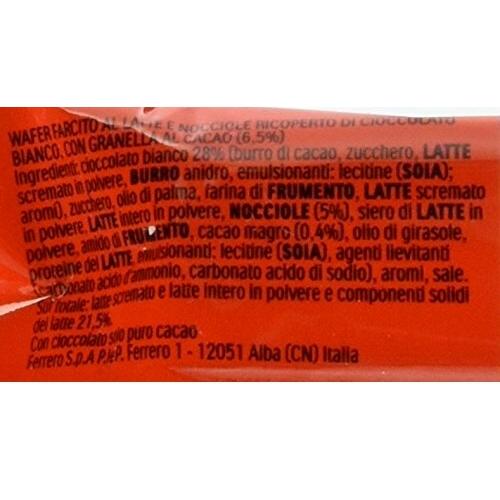 WAFER FARCITO AL LATTE E NOCCIOLE RICOPERTO DI CIOCCOLATO
BIANCO, CON GRANELLA AL CACAO (6,5%)
Ingredienti: cioccolato bianco 28% (burro di cacao, zucchero, LATTE
scremato in polvere, BURRO anidro, emulsionanti: lecitine (SOIA);
aromi), zucchero, olio di palma, farina di FRUMENTO, LATTE scremato
in polvere, LATTE intero in polvere, NOCCIOLE (5%), siero di LATTE in
polvere, amido di FRUMENTO, cacao magro (0,4%), olio di girasole,
proteine del LATTE, emulsionanti: lecitine (SOIA), agenti lievitanti
(carbonato acido d'ammonio, carbonato acido di sodio), aromi, sale.
Sul totale: latte scremato e latte intero in polvere e componenti solidi
del latte 21,5%.
Con cioccolato solo puro cacao
Ferrero S.p.A P.le P. Ferrero 1 - 12051 Alba (CN) Italia